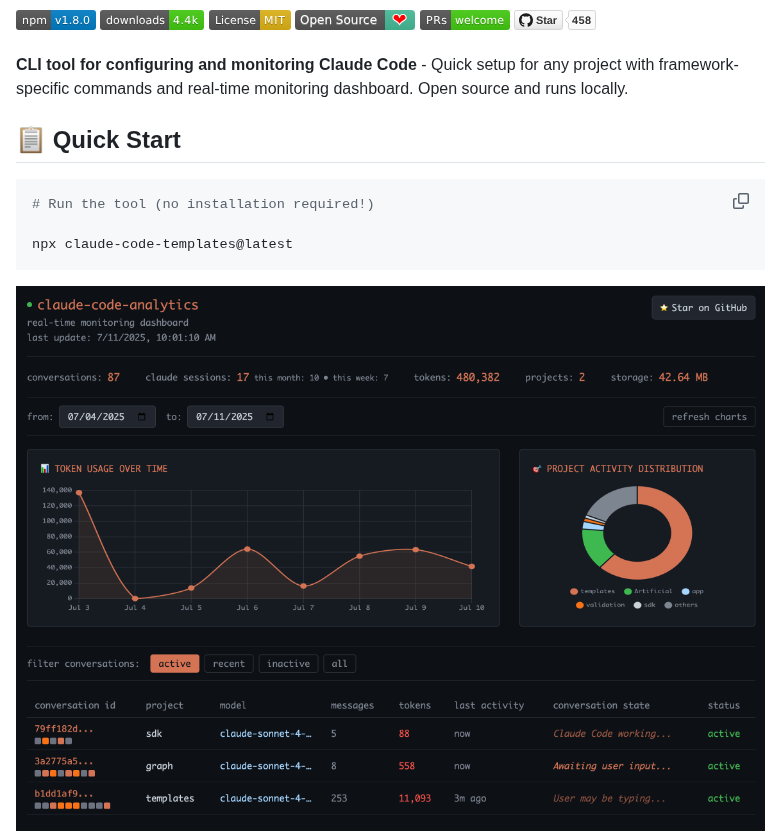 npm v1.8.0 downloads 4.4k License MIT Open Source PRs welcome Star 458
CLI tool for configuring and monitoring Claude Code - Quick setup for any project with framework-
specific commands and real-time monitoring dashboard. Open source and runs locally.
Quick Start
# Run the tool (no installation required!)
npx claude-code-templates@latest
claude-code-analytics
Star on GitHub
real-time monitoring dashboard
last update: 7/11/2025, 10:01:10 AM
conversations: 87 claude sessions: 17 this month: 10 • this week: 7 tokens: 480,382 projects: 2 storage: 42.64 MB
from: 07/04/2025 to: 07/11/2025 refresh charts
TOKEN USAGE OVER TIME
140,000
120,000
100,000
80,000
60,000
40,000
20,000
0
Jul 3 Jul 4 Jul 5 Jul 6 Jul 7 Jul 8 Jul 9 Jul 10
PROJECT ACTIVITY DISTRIBUTION
templates Artificial app
validation sdk others
filter conversations: active recent inactive all
conversation id project model messages tokens last activity conversation state status
79ff182d... sdk claude-sonnet-4-… 5 88 now Claude Code working... active
3a2775a5... graph claude-sonnet-4-… 8 558 now Awaiting user input... active
b1dd1af9... templates claude-sonnet-4-… 253 11,093 3m ago User may be typing... active